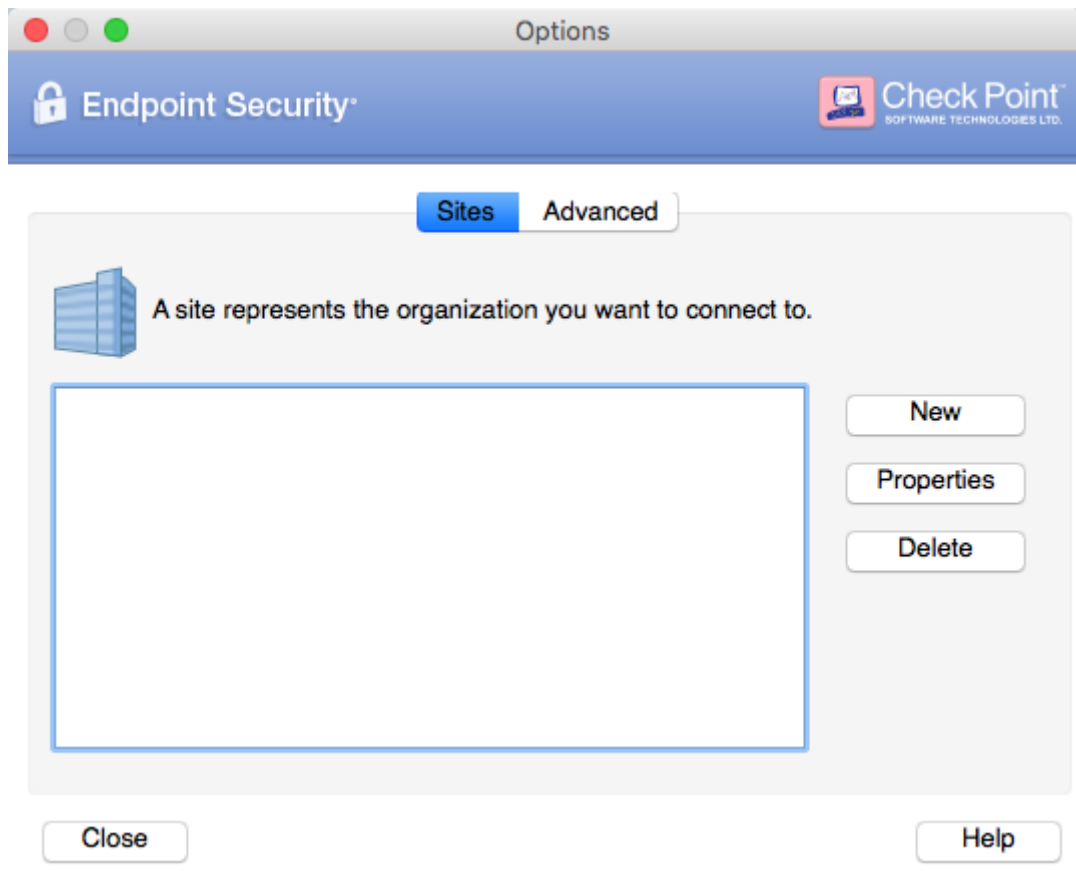 Options
Endpoint Security
Check Point™
SOFTWARE TECHNOLOGIES LTD.
Sites
Advanced
A site represents the organization you want to connect to.
New
Properties
Delete
Close
Help